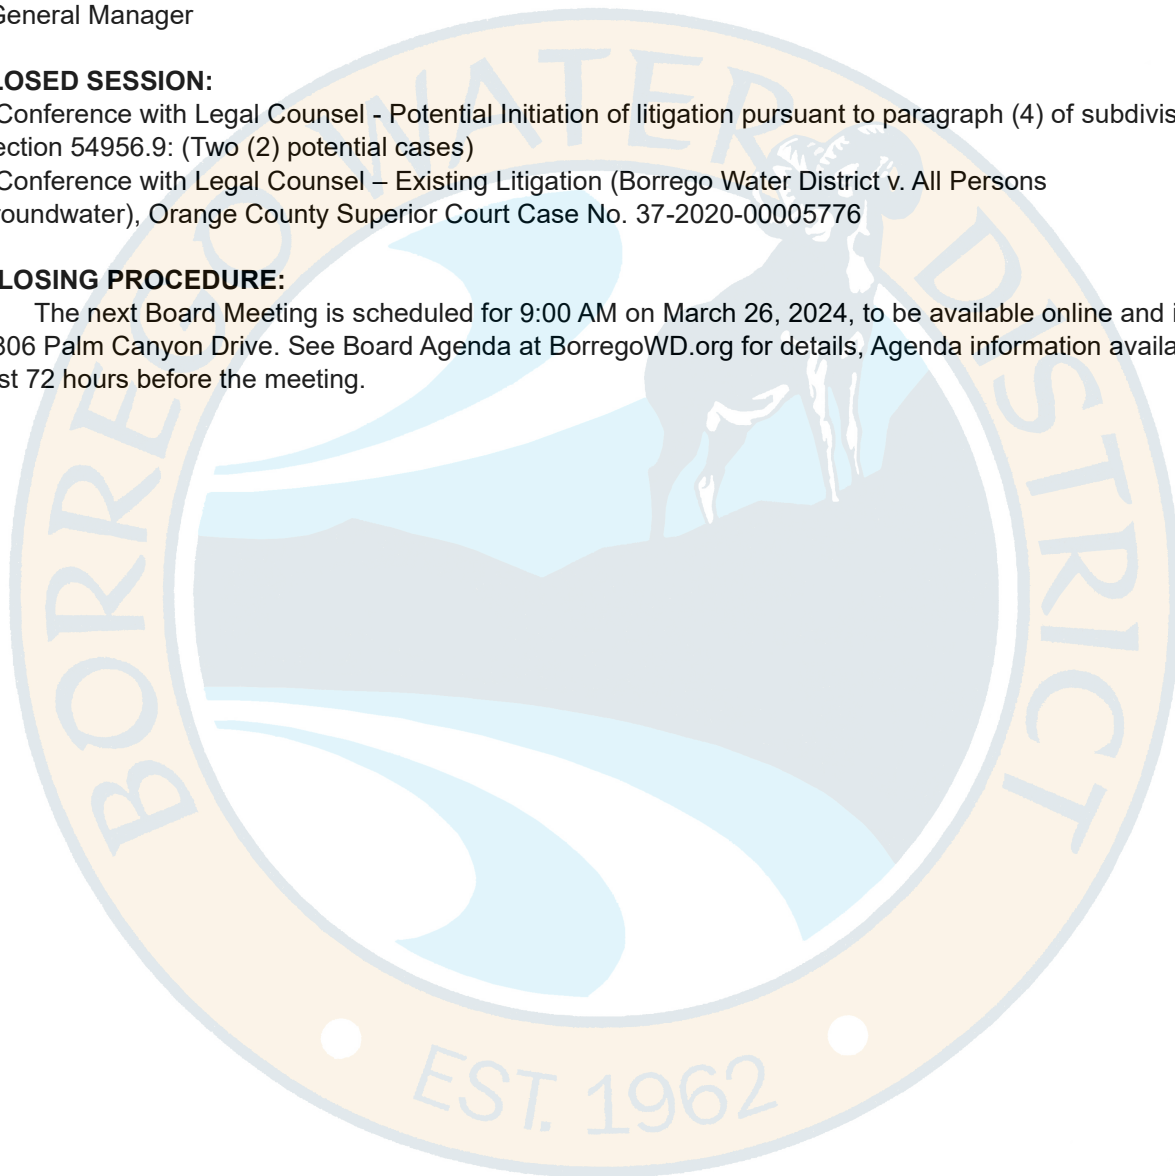 General Manager
LOSED SESSION:
Conference with Legal Counsel - Potential Initiation of litigation pursuant to paragraph (4) of subdivis
ection 54956.9: (Two (2) potential cases)
Conference with Legal Counsel – Existing Litigation (Borrego Water District v. All Persons
roundwater), Orange County Superior Court Case No. 37-2020-00005776
LOSING PROCEDURE:
The next Board Meeting is scheduled for 9:00 AM on March 26, 2024, to be available online and i
306 Palm Canyon Drive. See Board Agenda at BorregoWD.org for details, Agenda information availa
st 72 hours before the meeting.
BORREGO WATER DISTRICT
EST. 1962